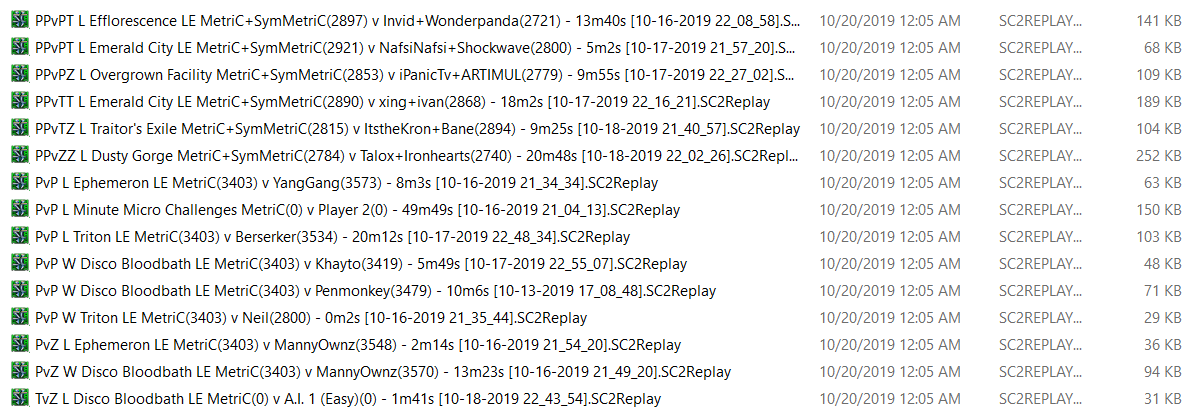 PPvPT L Efflorescence LE MetriC+SymMetriC(2897) v Invid+Wonderpanda(2721) - 13m40s [10-16-2019 22_08_58].S... 10/20/2019 12:05 AM SC2REPLAY... 141 KB
PPvPT L Emerald City LE MetriC+SymMetriC(2921) v NafsiNafsi+Shockwave(2800) - 5m2s [10-17-2019 21_57_20].S... 10/20/2019 12:05 AM SC2REPLAY... 68 KB
PPvPZ L Overgrown Facility MetriC+SymMetriC(2853) v iPanicTv+ARTIMUL(2779) - 9m55s [10-17-2019 22_27_02].S... 10/20/2019 12:05 AM SC2REPLAY... 109 KB
PPvTT L Emerald City LE MetriC+SymMetriC(2890) v xing+ivan(2868) - 18m2s [10-17-2019 22_16_21].SC2Replay 10/20/2019 12:05 AM SC2REPLAY... 189 KB
PPvTZ L Traitor's Exile MetriC+SymMetriC(2815) v ItstheKron+Bane(2894) - 9m25s [10-18-2019 21_40_57].SC2Replay 10/20/2019 12:05 AM SC2REPLAY... 104 KB
PPvZZ L Dusty Gorge MetriC+SymMetriC(2784) v Talox+Ironhearts(2740) - 20m48s [10-18-2019 22_02_26].SC2Repl... 10/20/2019 12:05 AM SC2REPLAY... 252 KB
PvP L Ephemeron LE MetriC(3403) v YangGang(3573) - 8m3s [10-16-2019 21_34_34].SC2Replay 10/20/2019 12:05 AM SC2REPLAY... 63 KB
PvP L Minute Micro Challenges MetriC(0) v Player 2(0) - 49m49s [10-16-2019 21_04_13].SC2Replay 10/20/2019 12:05 AM SC2REPLAY... 150 KB
PvP L Triton LE MetriC(3403) v Berserker(3534) - 20m12s [10-17-2019 22_48_34].SC2Replay 10/20/2019 12:05 AM SC2REPLAY... 103 KB
PvP W Disco Bloodbath LE MetriC(3403) v Khayto(3419) - 5m49s [10-17-2019 22_55_07].SC2Replay 10/20/2019 12:05 AM SC2REPLAY... 48 KB
PvP W Disco Bloodbath LE MetriC(3403) v Penmonkey(3479) - 10m6s [10-13-2019 17_08_48].SC2Replay 10/20/2019 12:05 AM SC2REPLAY... 71 KB
PvP W Triton LE MetriC(3403) v Neil(2800) - 0m2s [10-16-2019 21_35_44].SC2Replay 10/20/2019 12:05 AM SC2REPLAY... 29 KB
PvZ L Ephemeron LE MetriC(3403) v MannyOwnz(3548) - 2m14s [10-16-2019 21_54_20].SC2Replay 10/20/2019 12:05 AM SC2REPLAY... 36 KB
PvZ W Disco Bloodbath LE MetriC(3403) v MannyOwnz(3570) - 13m23s [10-16-2019 21_49_20].SC2Replay 10/20/2019 12:05 AM SC2REPLAY... 94 KB
TvZ L Disco Bloodbath LE MetriC(0) v A.I. 1 (Easy)(0) - 1m41s [10-18-2019 22_43_54].SC2Replay 10/20/2019 12:05 AM SC2REPLAY... 31 KB